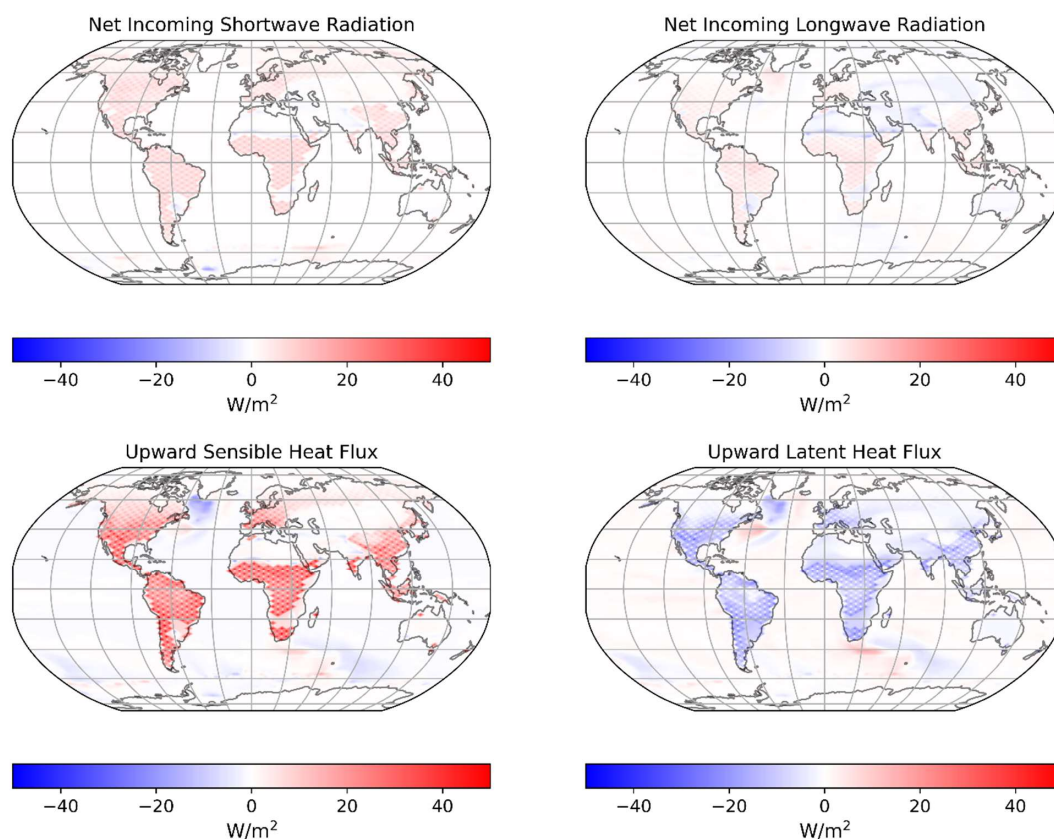 Net Incoming Shortwave Radiation
Net Incoming Longwave Radiation
−40 −20 0 20 40
W/m²
−40 −20 0 20 40
W/m²
Upward Sensible Heat Flux
Upward Latent Heat Flux
−40 −20 0 20 40
W/m²
−40 −20 0 20 40
W/m²